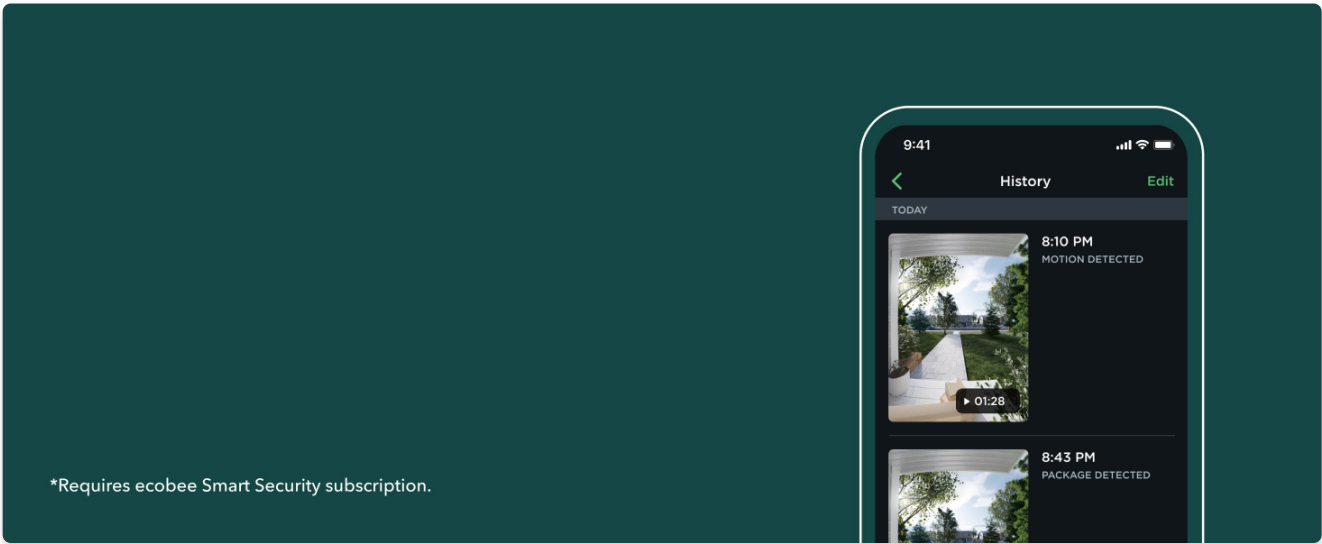 9:41
History
Edit
TODAY
8:10 PM
MOTION DETECTED
01:28
8:43 PM
PACKAGE DETECTED
*Requires ecobee Smart Security subscription.